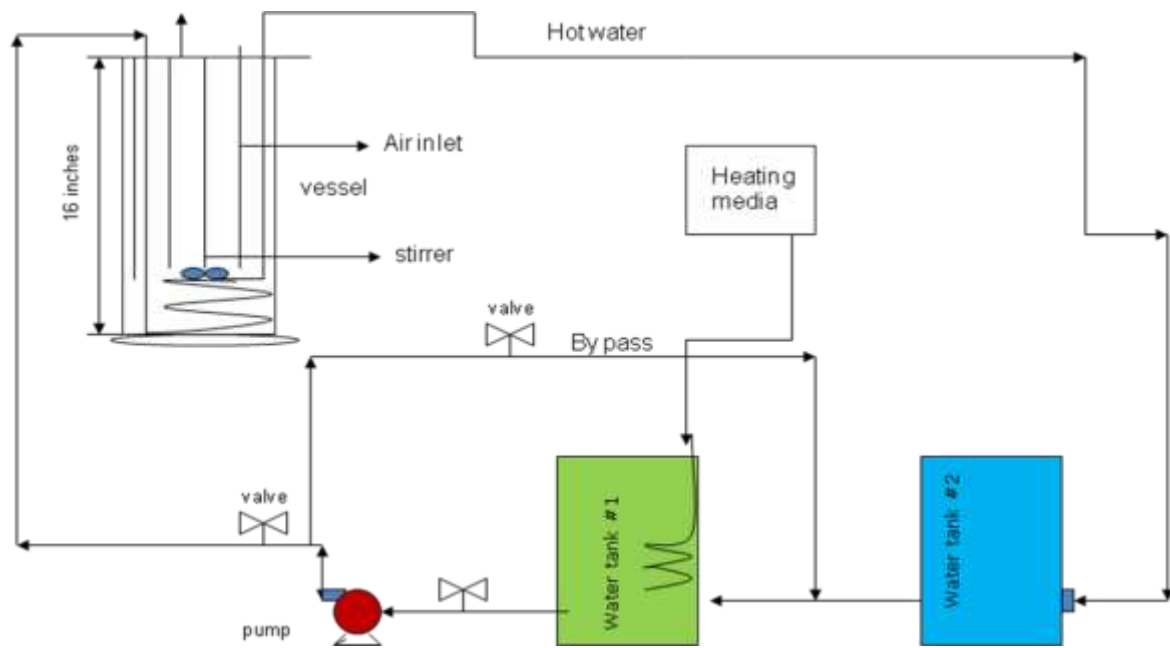 Hot water
Air inlet
16 inches
vessel
Heating
media
stirrer
valve
By pass
valve
Water tank #1
Water tank #2
pump